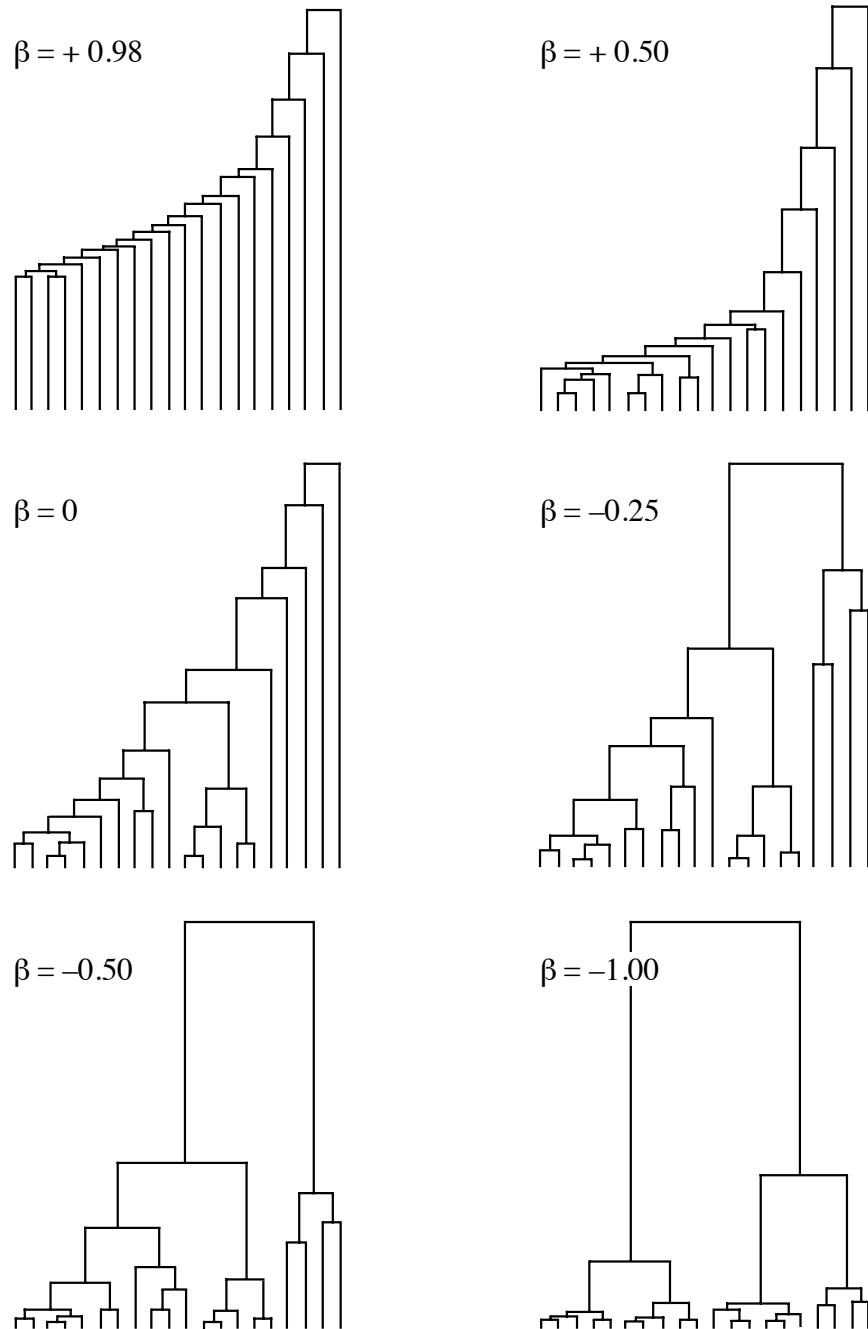 β = + 0.98
β = + 0.50
β = 0
β = –0.25
β = –0.50
β = –1.00